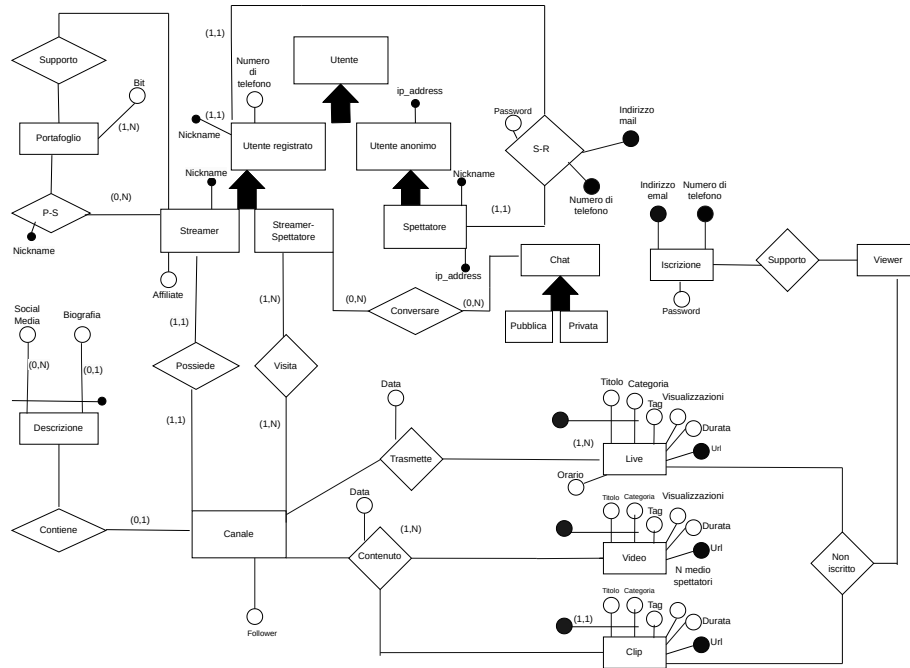 (1,1)
Supporto
Numero
di
telefono
Utente
Bit
ip_address
Indirizzo
mail
(1,1)
Password
Portafoglio
(1,N)
Nickname
Utente registrato
Utente anonimo
S-R
Nickname
Nickname
Indirizzo
emal
Numero di
telefono
(0,N)
P-S
Numero di
telefono
(1,1)
Streamer
Streamer-
Spettatore
Spettatore
Nickname
Chat
Iscrizione
Supporto
Viewer
ip_address
Affiliate
(1,N)
(0,N)
Conversare
(0,N)
Password
Social
Media
Biografia
(1,1)
Pubblica
Privata
(0,N)
(0,1)
Possiede
Visita
Data
Titolo
Categoria
Visualizzazioni
Tag
(1,1)
(1,N)
Durata
Descrizione
(1,N)
Url
Trasmette
Live
Orario
Data
Titolo
Categoria
Visualizzazioni
Tag
Contiene
(0,1)
Canale
(1,N)
Durata
Contenuto
Video
Url
Non
iscritto
N medio
spettatori
Titolo
Categoria
Tag
(1,1)
Durata
Follower
Url
Clip